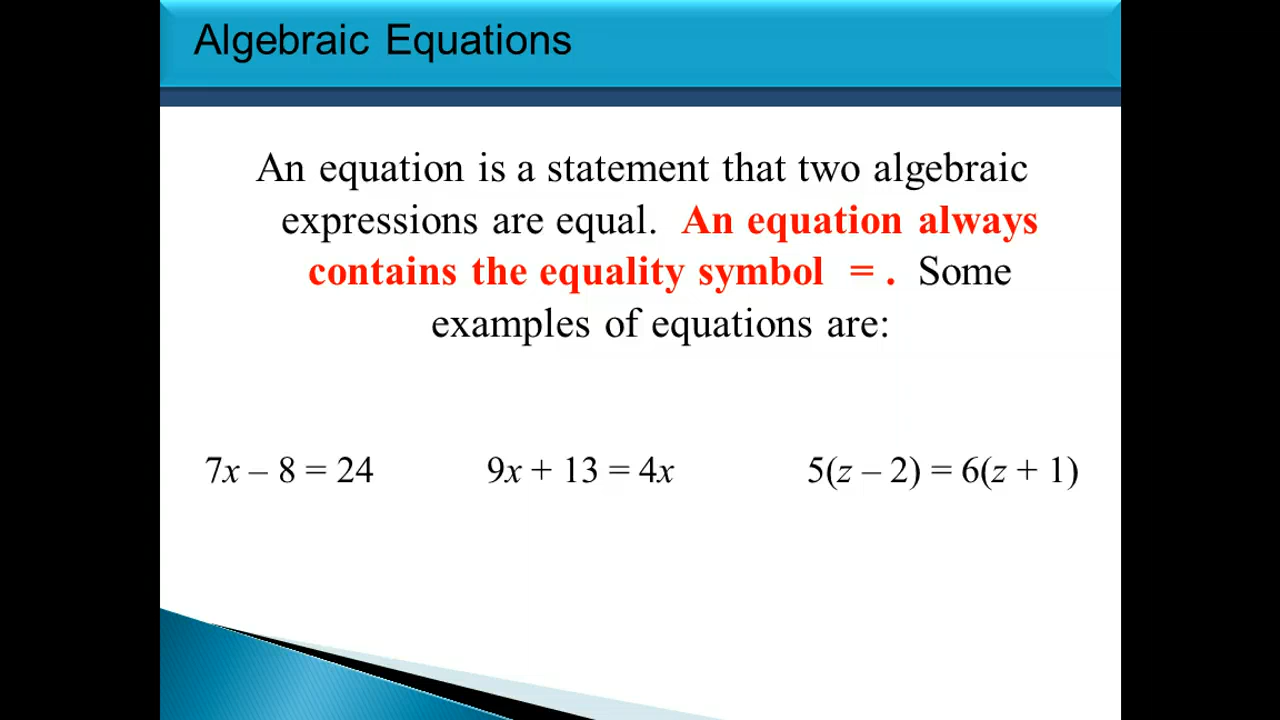 Algebraic Equations
An equation is a statement that two algebraic
expressions are equal. An equation always
contains the equality symbol = . Some
examples of equations are:
7x – 8 = 24 9x + 13 = 4x 5(z – 2) = 6(z + 1)